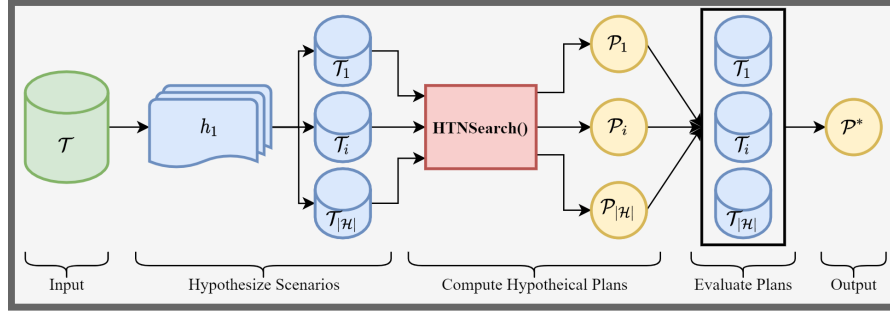 𝒯
h₁
𝒯₁
𝒯ᵢ
𝒯|ℋ|
HTNSearch()
𝒫₁
𝒫ᵢ
𝒫|ℋ|
𝒯₁
𝒯ᵢ
𝒯|ℋ|
𝒫*
Input
Hypothesize Scenarios
Compute Hypotheical Plans
Evaluate Plans
Output